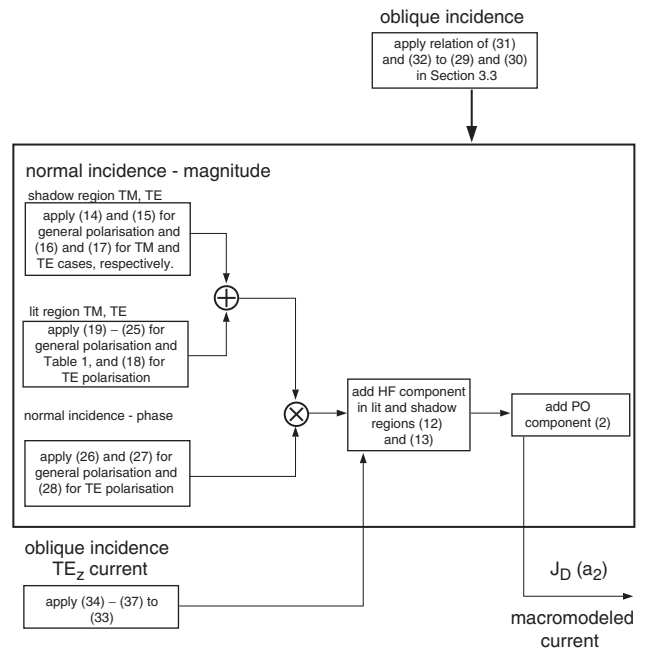 oblique incidence
apply relation of (31)
and (32) to (29) and (30)
in Section 3.3
normal incidence - magnitude
shadow region TM, TE
apply (14) and (15) for
general polarisation and
(16) and (17) for TM and
TE cases, respectively.
lit region TM, TE
apply (19) – (25) for
general polarisation and
Table 1, and (18) for
TE polarisation
normal incidence - phase
apply (26) and (27) for
general polarisation and
(28) for TE polarisation
add HF component
in lit and shadow
regions (12)
and (13)
add PO
component (2)
oblique incidence
TEz current
apply (34) – (37) to
(33)
JD (a2)
macromodeled
current